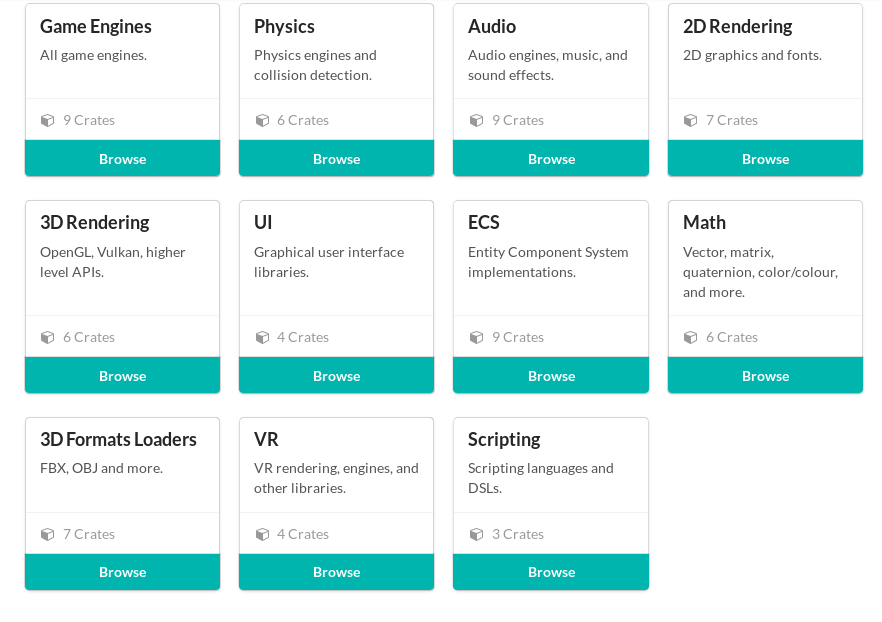 Game Engines
All game engines.
9 Crates
Browse
Physics
Physics engines and
collision detection.
6 Crates
Browse
Audio
Audio engines, music, and
sound effects.
9 Crates
Browse
2D Rendering
2D graphics and fonts.
7 Crates
Browse
3D Rendering
OpenGL, Vulkan, higher
level APIs.
6 Crates
Browse
UI
Graphical user interface
libraries.
4 Crates
Browse
ECS
Entity Component System
implementations.
9 Crates
Browse
Math
Vector, matrix,
quaternion, color/colour,
and more.
6 Crates
Browse
3D Formats Loaders
FBX, OBJ and more.
7 Crates
Browse
VR
VR rendering, engines, and
other libraries.
4 Crates
Browse
Scripting
Scripting languages and
DSLs.
3 Crates
Browse